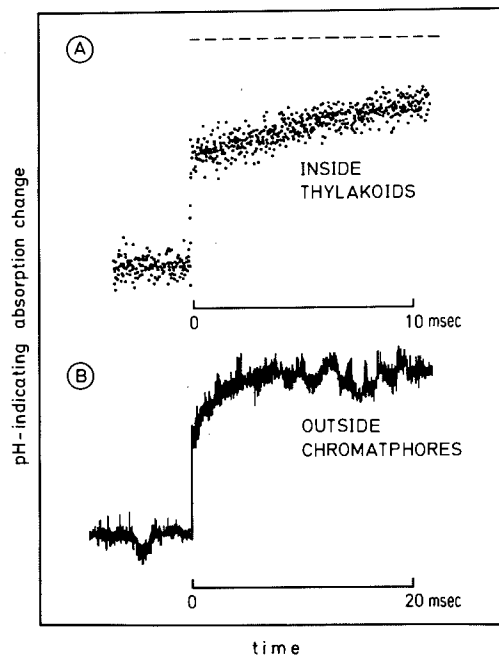 A
INSIDE
THYLAKOIDS
0 10 msec
B
OUTSIDE
CHROMATPHORES
0 20 msec
time
pH-indicating absorption change